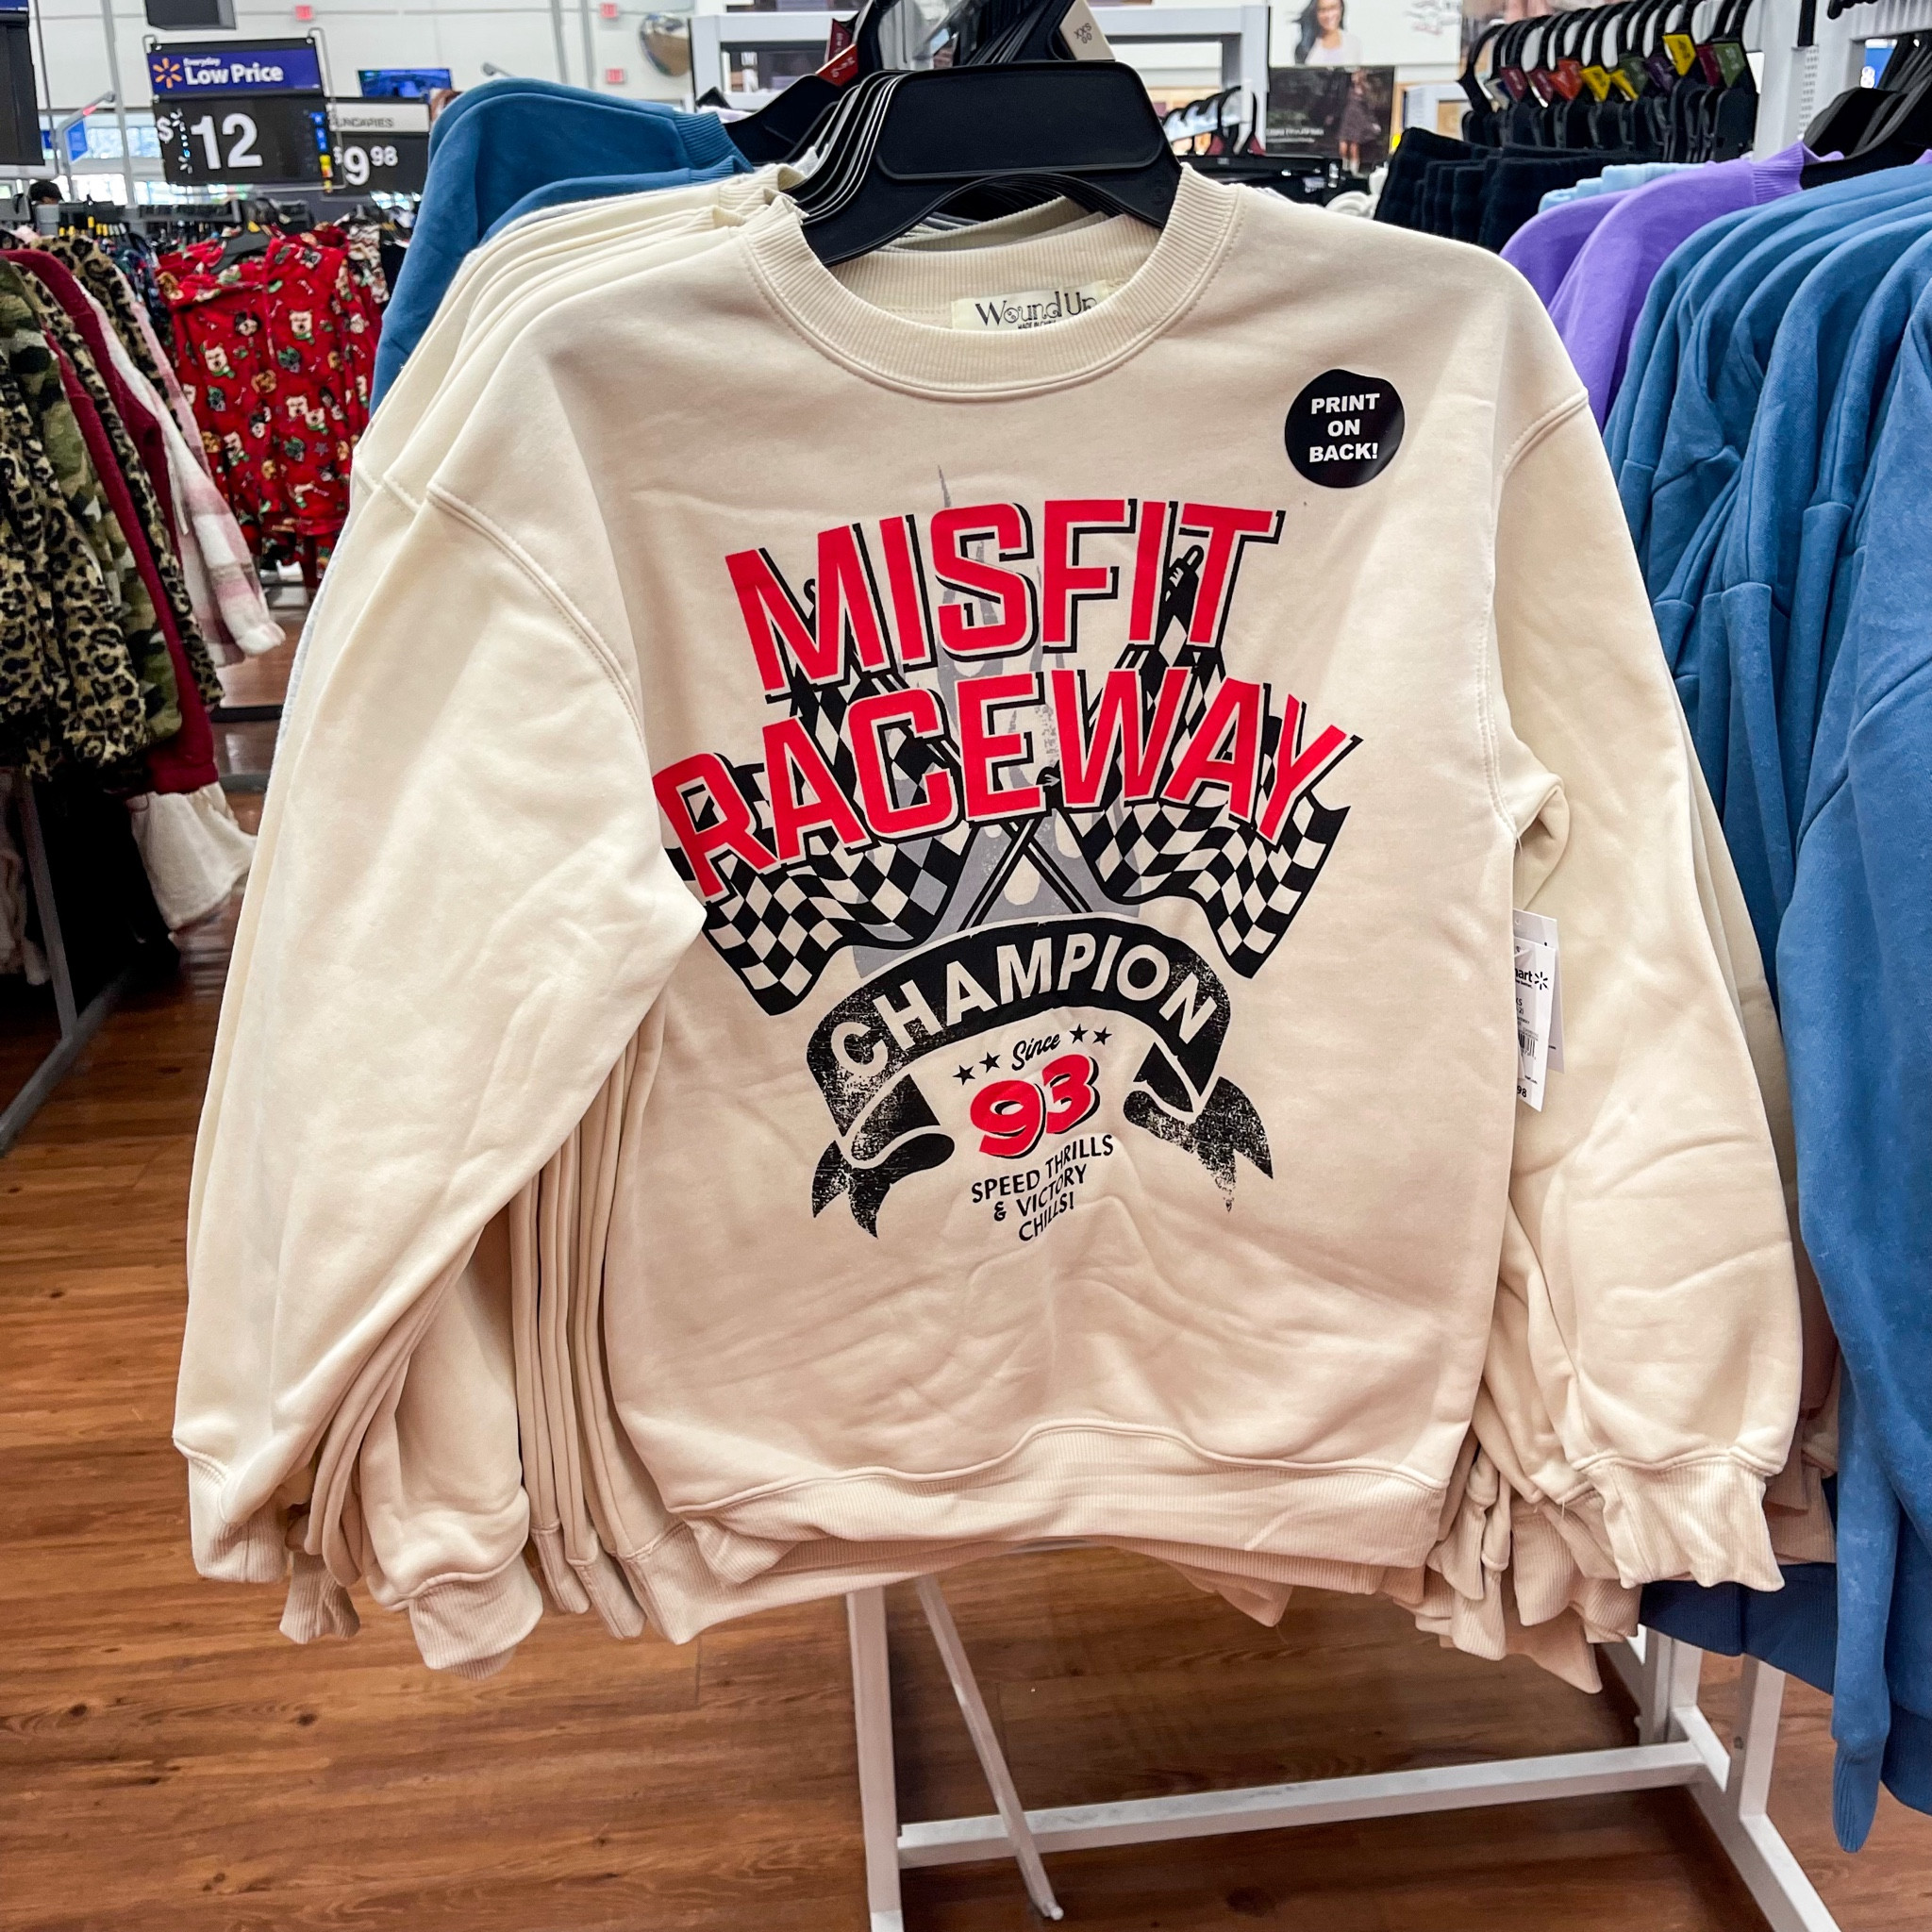 Everyday
Low Price
$12
$9.98
XXS
Wound Up
PRINT
ON
BACK!
MISFIT
RACEWAY
CHAMPION
Since
93
SPEED THRILLS
& VICTORY
CHILLS!